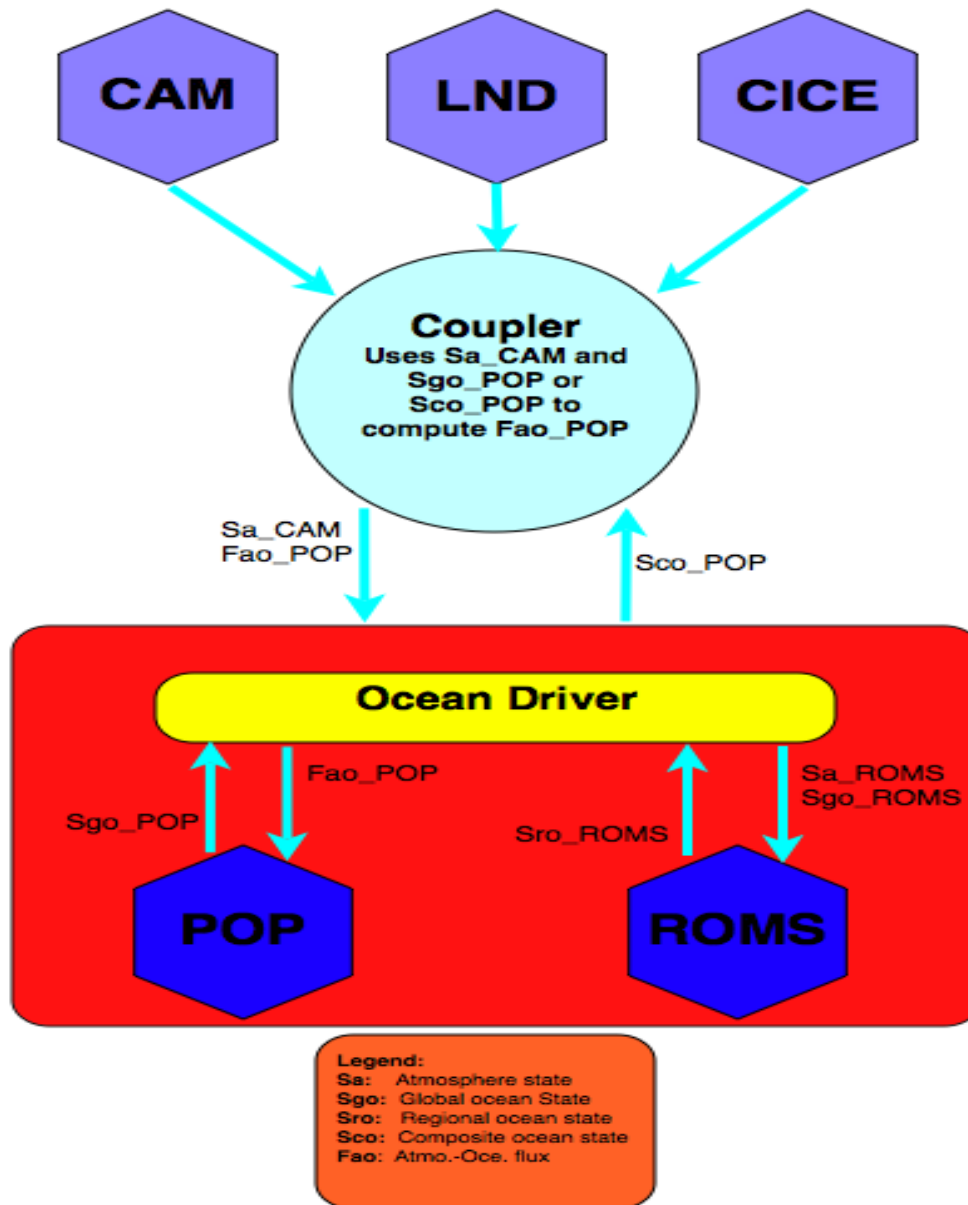 CAM
LND
CICE
Coupler
Uses Sa_CAM and
Sgo_POP or
Sco_POP to
compute Fao_POP
Sa_CAM
Fao_POP
Sco_POP
Ocean Driver
Sgo_POP
Fao_POP
Sro_ROMS
Sa_ROMS
Sgo_ROMS
POP
ROMS
Legend:
Sa: Atmosphere state
Sgo: Global ocean State
Sro: Regional ocean state
Sco: Composite ocean state
Fao: Atmo.-Oce. flux